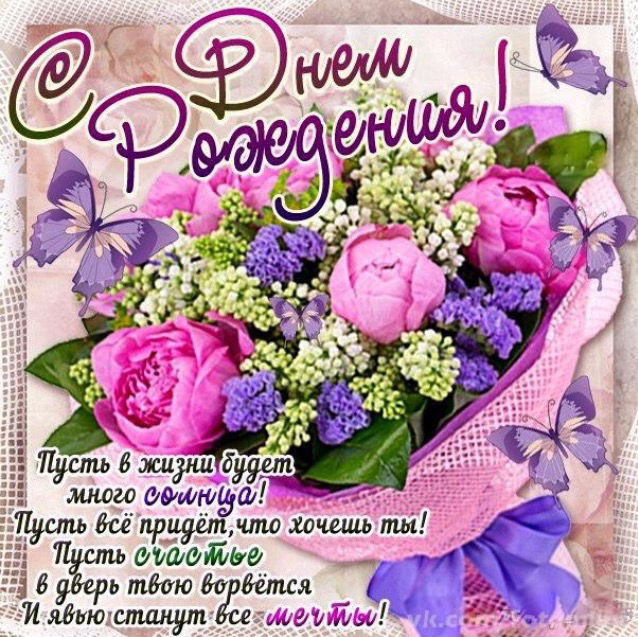 С Днем
Рождения!
Пусть в жизни будет
много солнца!
Пусть всё придёт, что хочешь ты!
Пусть счастье
в дверь твою ворвётся
И явью станут все мечты!